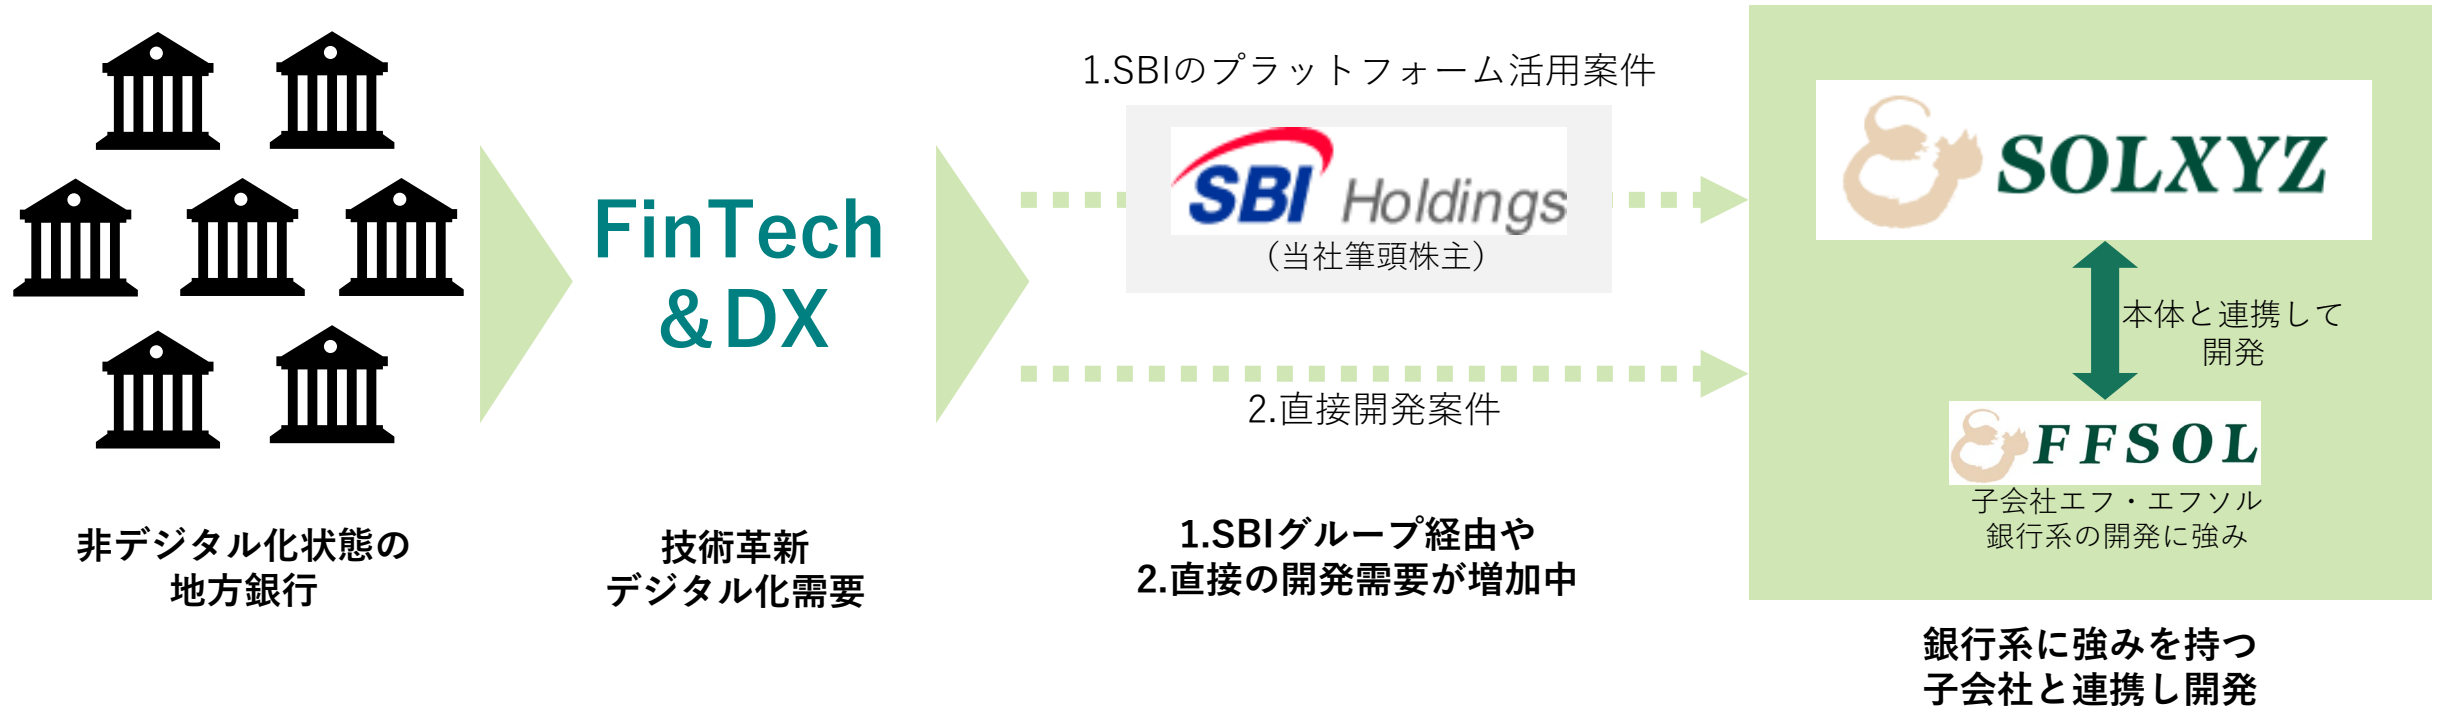 非デジタル化状態の
地方銀行
FinTech
&DX
技術革新
デジタル化需要
1.SBIのプラットフォーム活用案件
SBI Holdings
(当社筆頭株主)
2.直接開発案件
1.SBIグループ経由や
2.直接の開発需要が増加中
SOLXYZ
本体と連携して
開発
FFSOL
子会社エフ・エフソル
銀行系の開発に強み
銀行系に強みを持つ
子会社と連携し開発